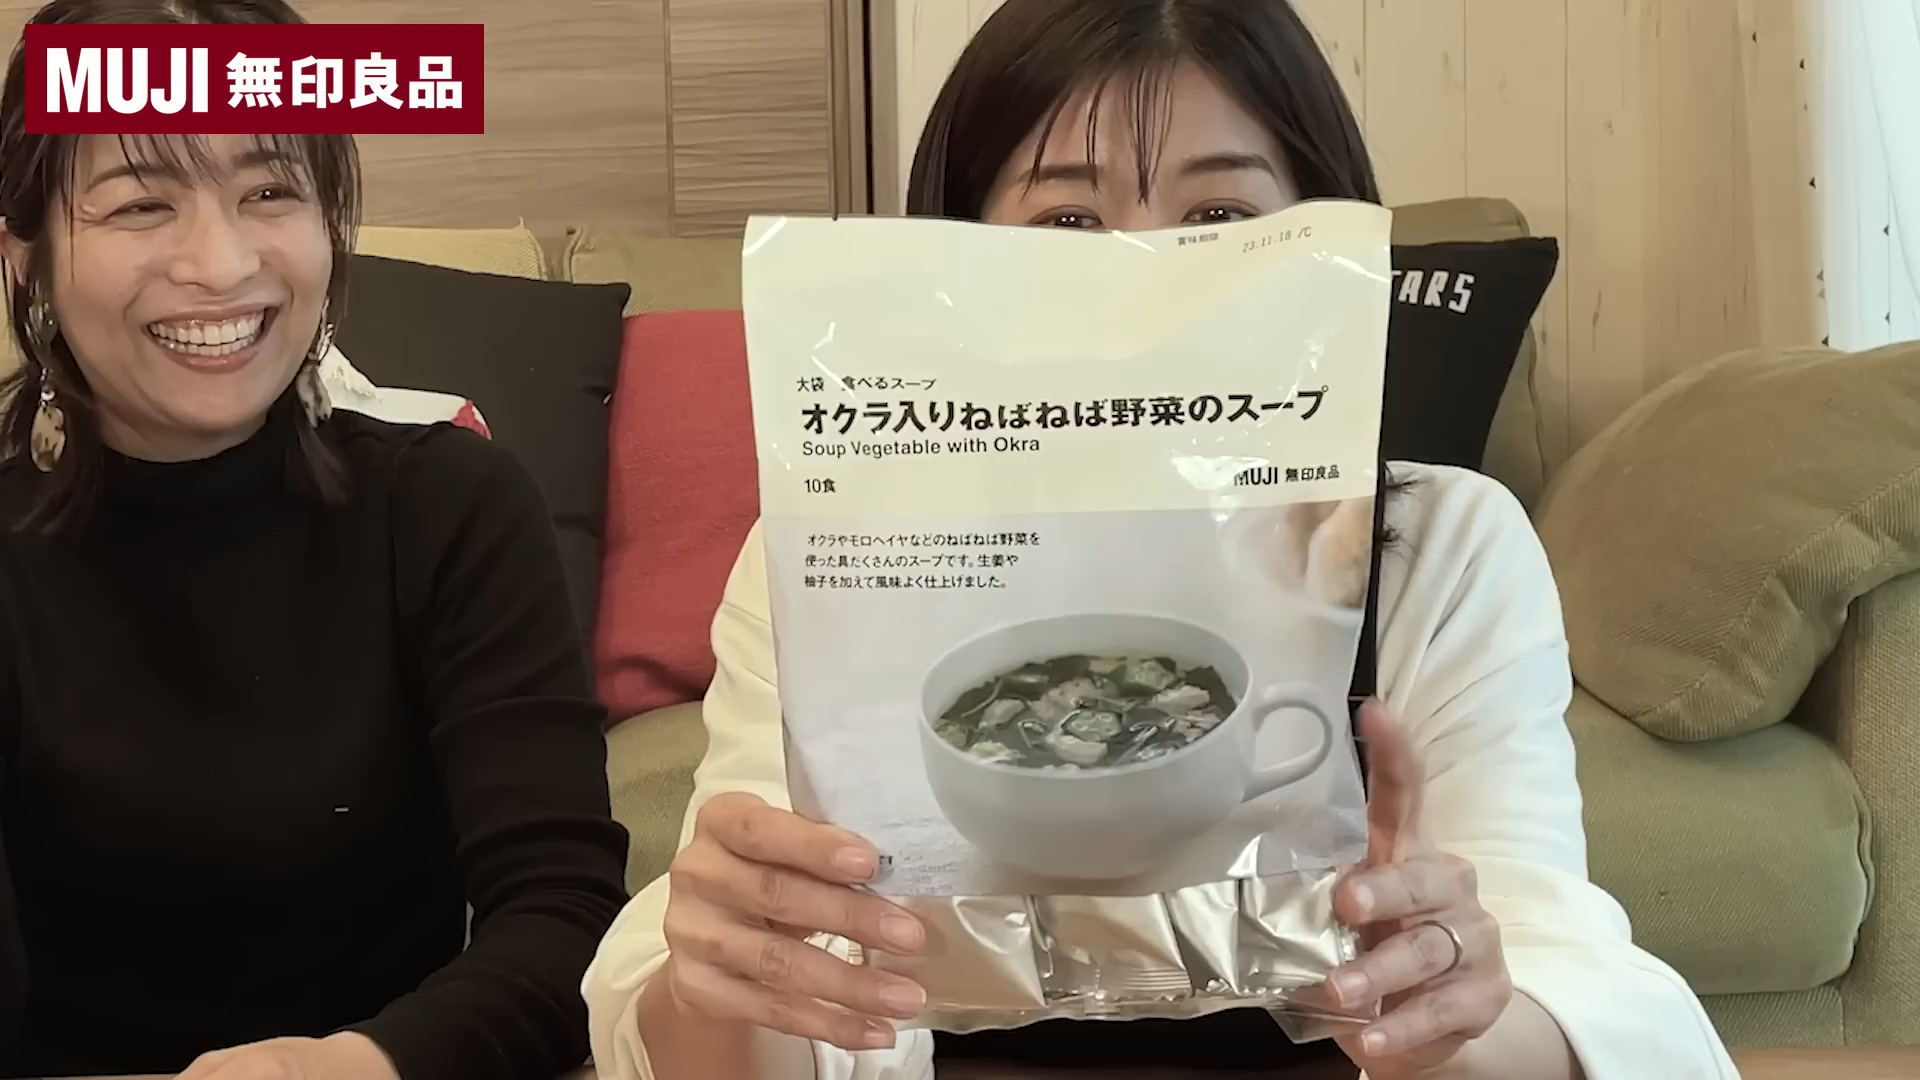 MUJI 無印良品
賞味期限 23.11.18 /C
TARS
大袋 食べるスープ
オクラ入りねばねば野菜のスープ
Soup Vegetable with Okra
10食
MUJI 無印良品
オクラやモロヘイヤなどのねばねば野菜を
使った具だくさんのスープです。生姜や
柚子を加えて風味よく仕上げました。